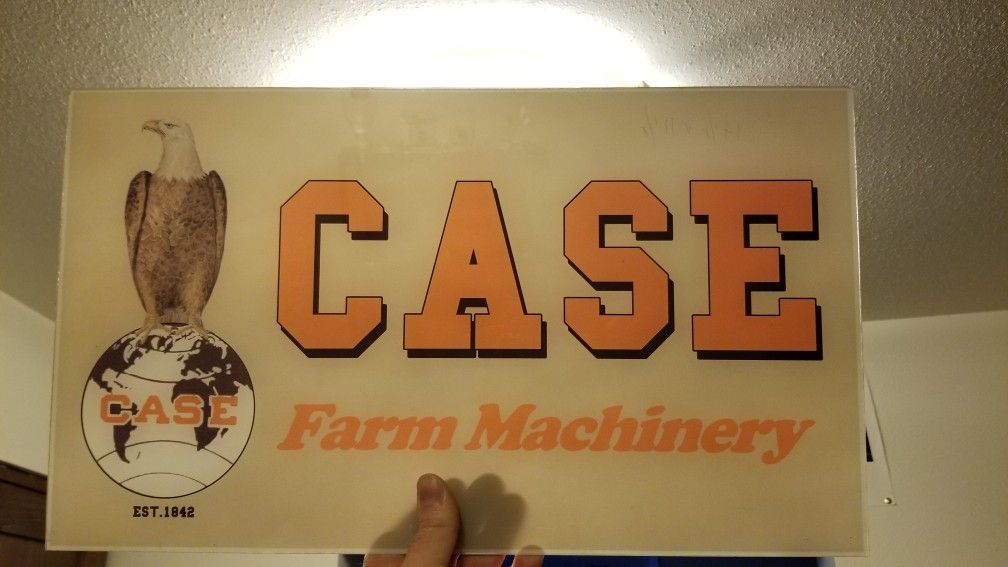 CASE
Farm Machinery
CASE
EST.1842